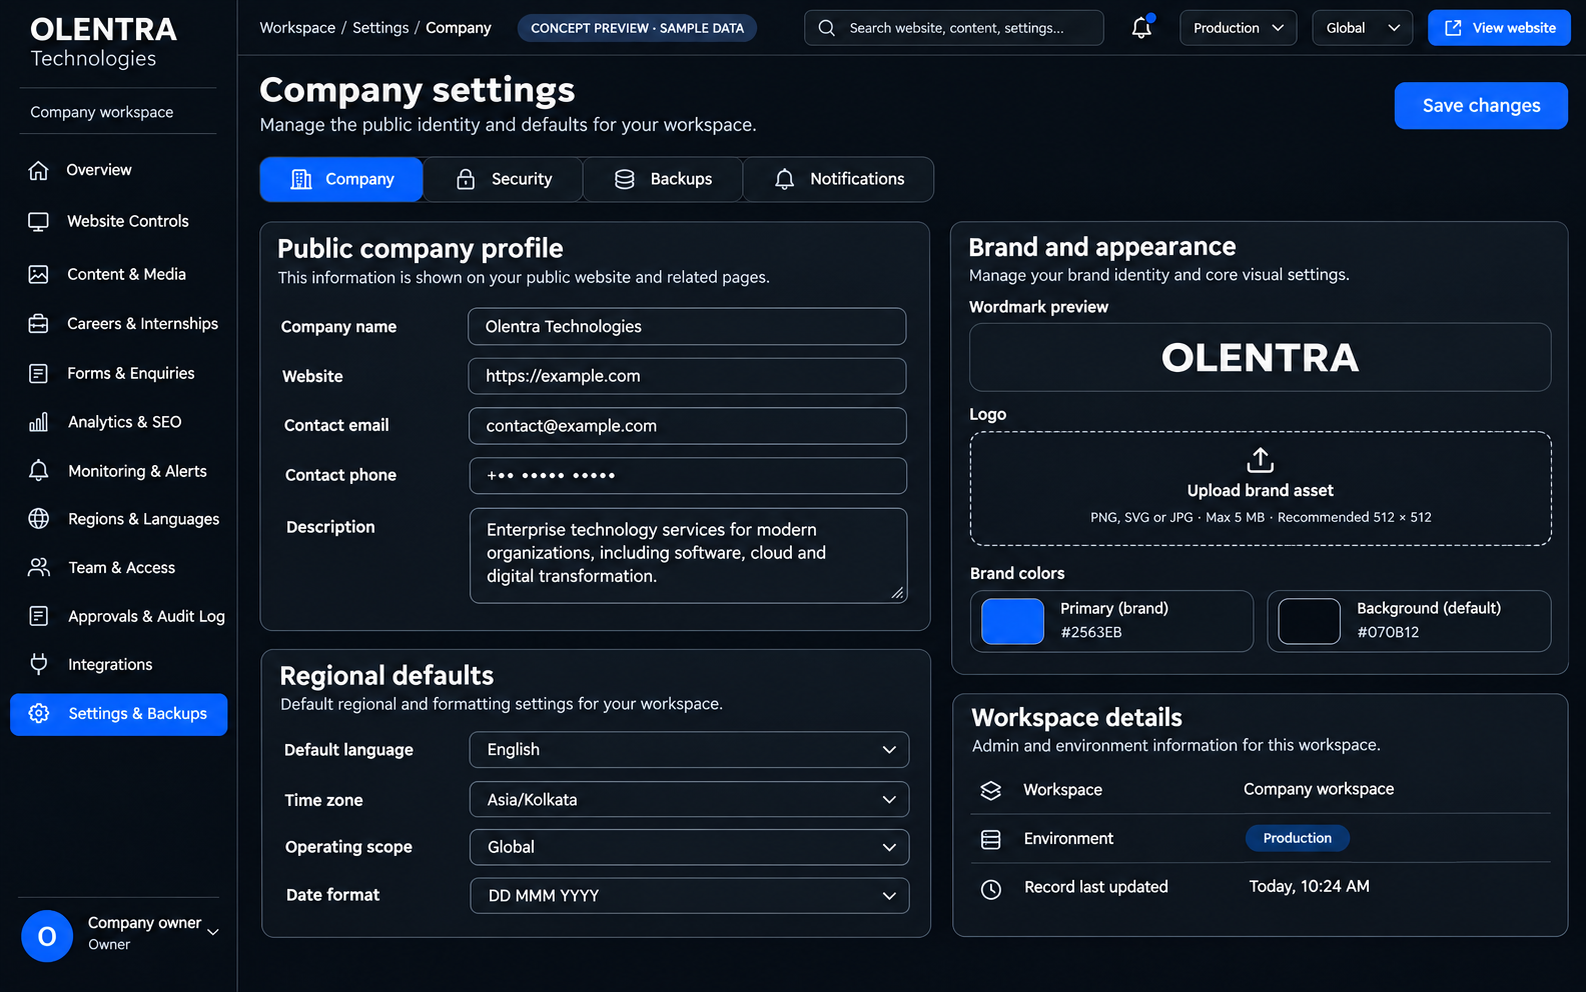 OLENTRA
Technologies
Company workspace
Overview
Website Controls
Content & Media
Careers & Internships
Forms & Enquiries
Analytics & SEO
Monitoring & Alerts
Regions & Languages
Team & Access
Approvals & Audit Log
Integrations
Settings & Backups
O
Company owner
Owner
Workspace / Settings / Company
CONCEPT PREVIEW · SAMPLE DATA
Search website, content, settings...
Production
Global
View website
Company settings
Manage the public identity and defaults for your workspace.
Save changes
Company
Security
Backups
Notifications
Public company profile
This information is shown on your public website and related pages.
Company name
Olentra Technologies
Website
https://example.com
Contact email
contact@example.com
Contact phone
+•• ••••• •••••
Description
Enterprise technology services for modern
organizations, including software, cloud and
digital transformation.
Regional defaults
Default regional and formatting settings for your workspace.
Default language
English
Time zone
Asia/Kolkata
Operating scope
Global
Date format
DD MMM YYYY
Brand and appearance
Manage your brand identity and core visual settings.
Wordmark preview
OLENTRA
Logo
Upload brand asset
PNG, SVG or JPG · Max 5 MB · Recommended 512 × 512
Brand colors
Primary (brand)
#2563EB
Background (default)
#070B12
Workspace details
Admin and environment information for this workspace.
Workspace
Company workspace
Environment
Production
Record last updated
Today, 10:24 AM